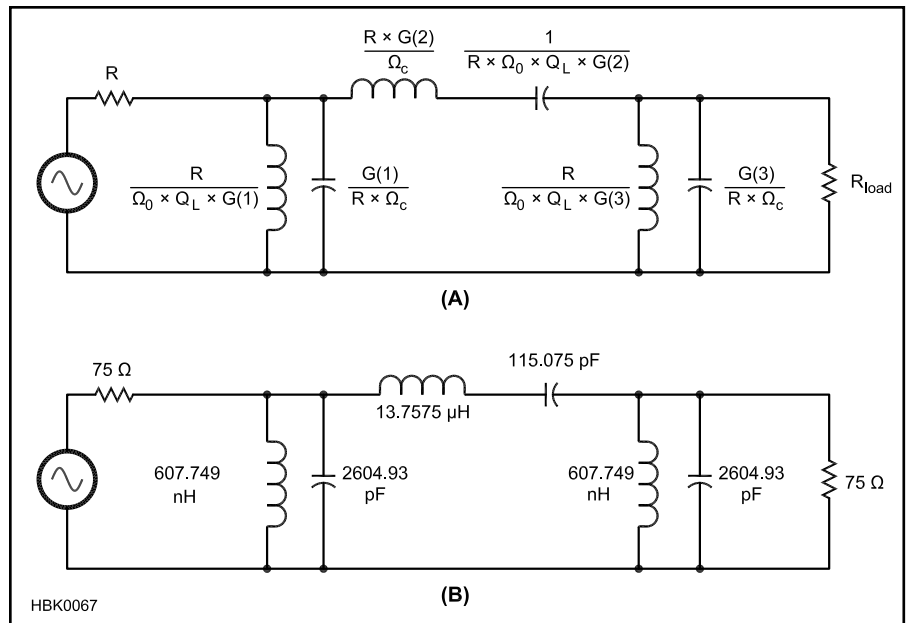 R × G(2)
Ω_c
1
R × Ω_0 × Q_L × G(2)
R
R
Ω_0 × Q_L × G(1)
G(1)
R × Ω_c
R
Ω_0 × Q_L × G(3)
G(3)
R × Ω_c
R_load
(A)
75 Ω
13.7575 µH
115.075 pF
607.749
nH
2604.93
pF
607.749
nH
2604.93
pF
75 Ω
(B)
HBK0067